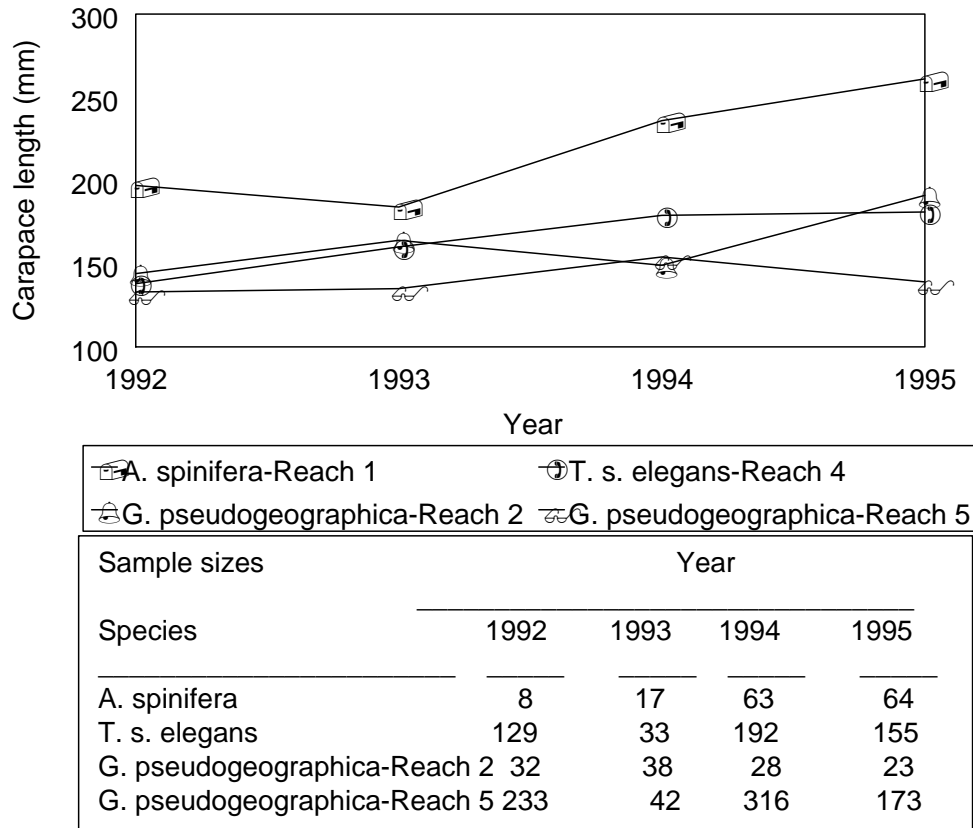 300
250
200
150
100
Carapace length (mm)
1992 1993 1994 1995
Year
A. spinifera-Reach 1 T. s. elegans-Reach 4
G. pseudogeographica-Reach 2 G. pseudogeographica-Reach 5
Sample sizes Year
Species 1992 1993 1994 1995
A. spinifera 8 17 63 64
T. s. elegans 129 33 192 155
G. pseudogeographica-Reach 2 32 38 28 23
G. pseudogeographica-Reach 5 233 42 316 173